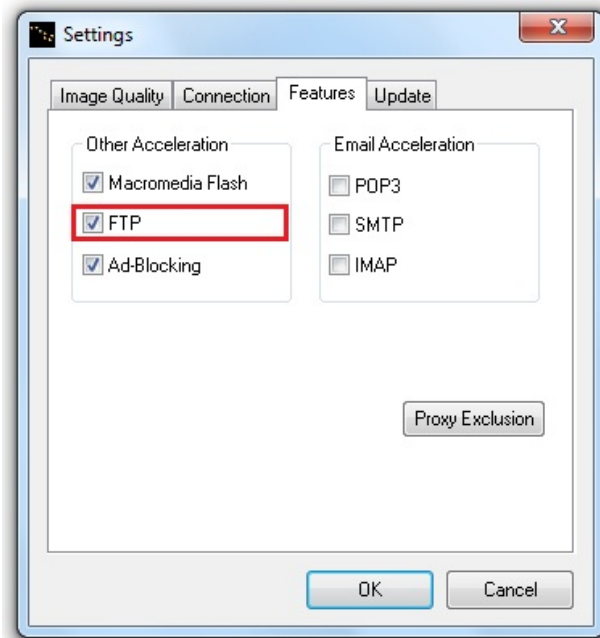 Settings
Image Quality Connection Features Update
Other Acceleration
Macromedia Flash
FTP
Ad-Blocking
Email Acceleration
POP3
SMTP
IMAP
Proxy Exclusion
OK Cancel